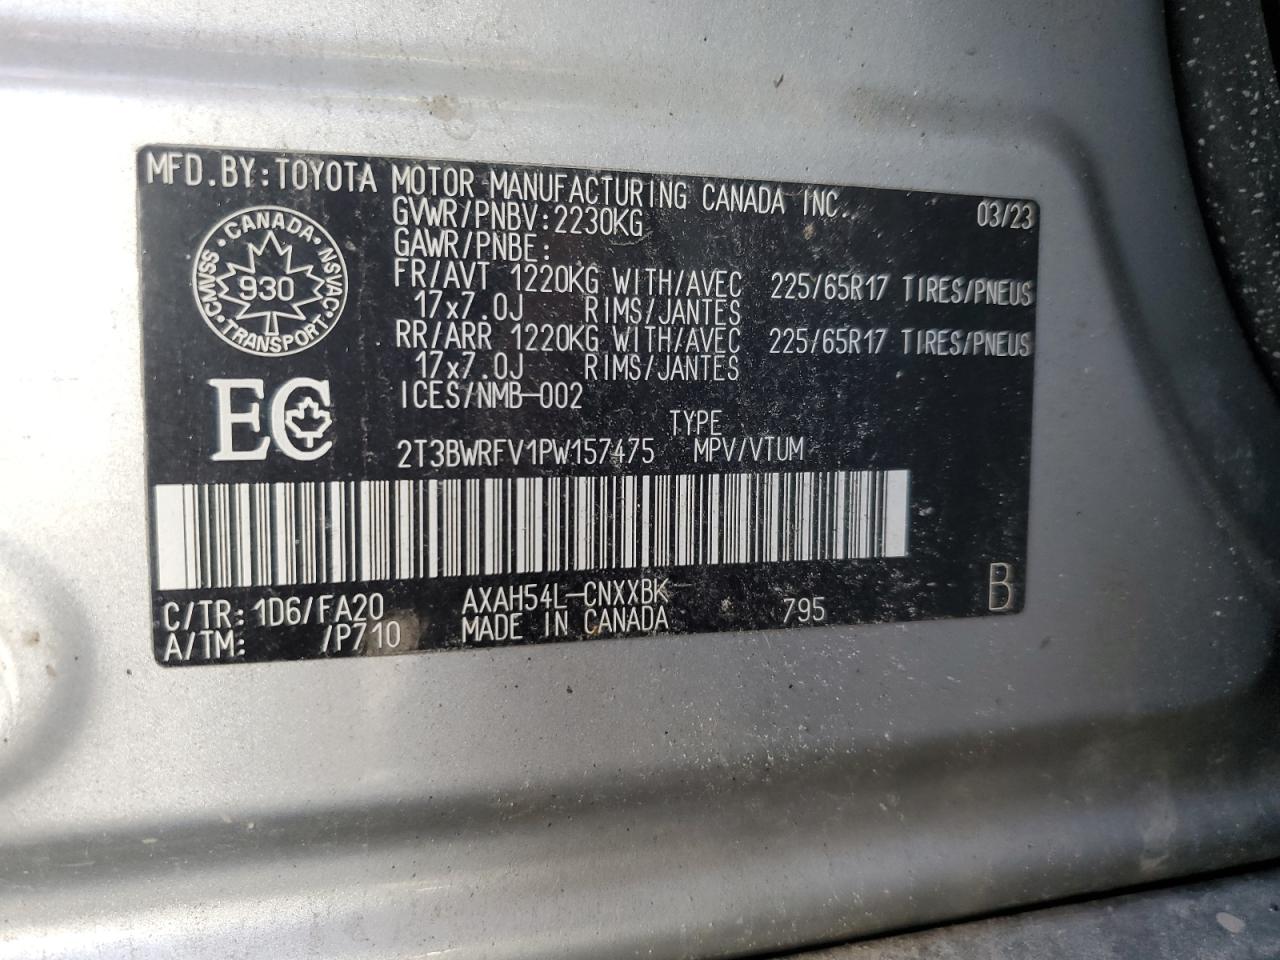 MFD.BY:TOYOTA MOTOR MANUFACTURING CANADA INC. 03/23
GVWR/PNBV:2230KG
GAWR/PNBE:
FR/AVT 1220KG WITH/AVEC 225/65R17 TIRES/PNEUS
17x7.0J RIMS/JANTES
RR/ARR 1220KG WITH/AVEC 225/65R17 TIRES/PNEUS
17x7.0J RIMS/JANTES
ICES/NMB-002
CANADA
CMVSS NSVAC
930
TRANSPORT
EC
TYPE
2T3BWRFV1PW157475 MPV/VTUM
C/TR: 1D6/FA20 AXAH54L-CNXXBK
A/TM: /P710 MADE IN CANADA 795 B